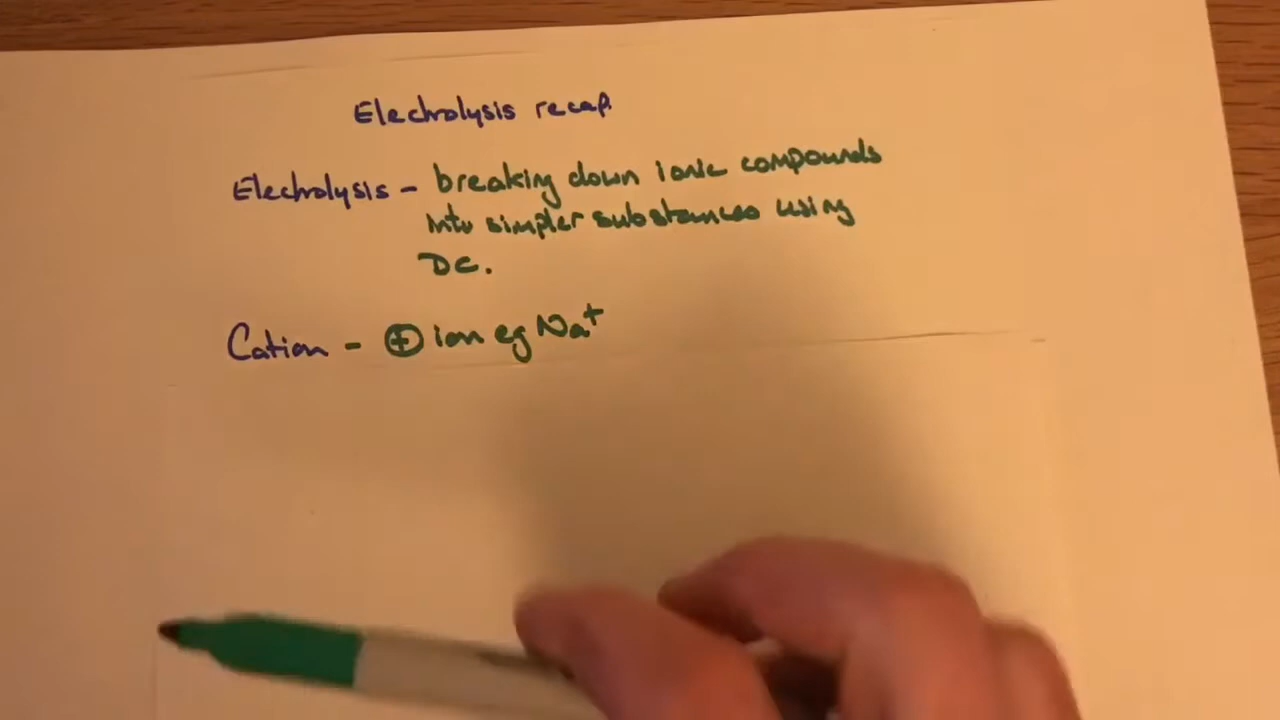 Electrolysis recap.
Electrolysis - breaking down ionic compounds
into simpler substances using
DC.
Cation - ⊕ ion eg Na⁺